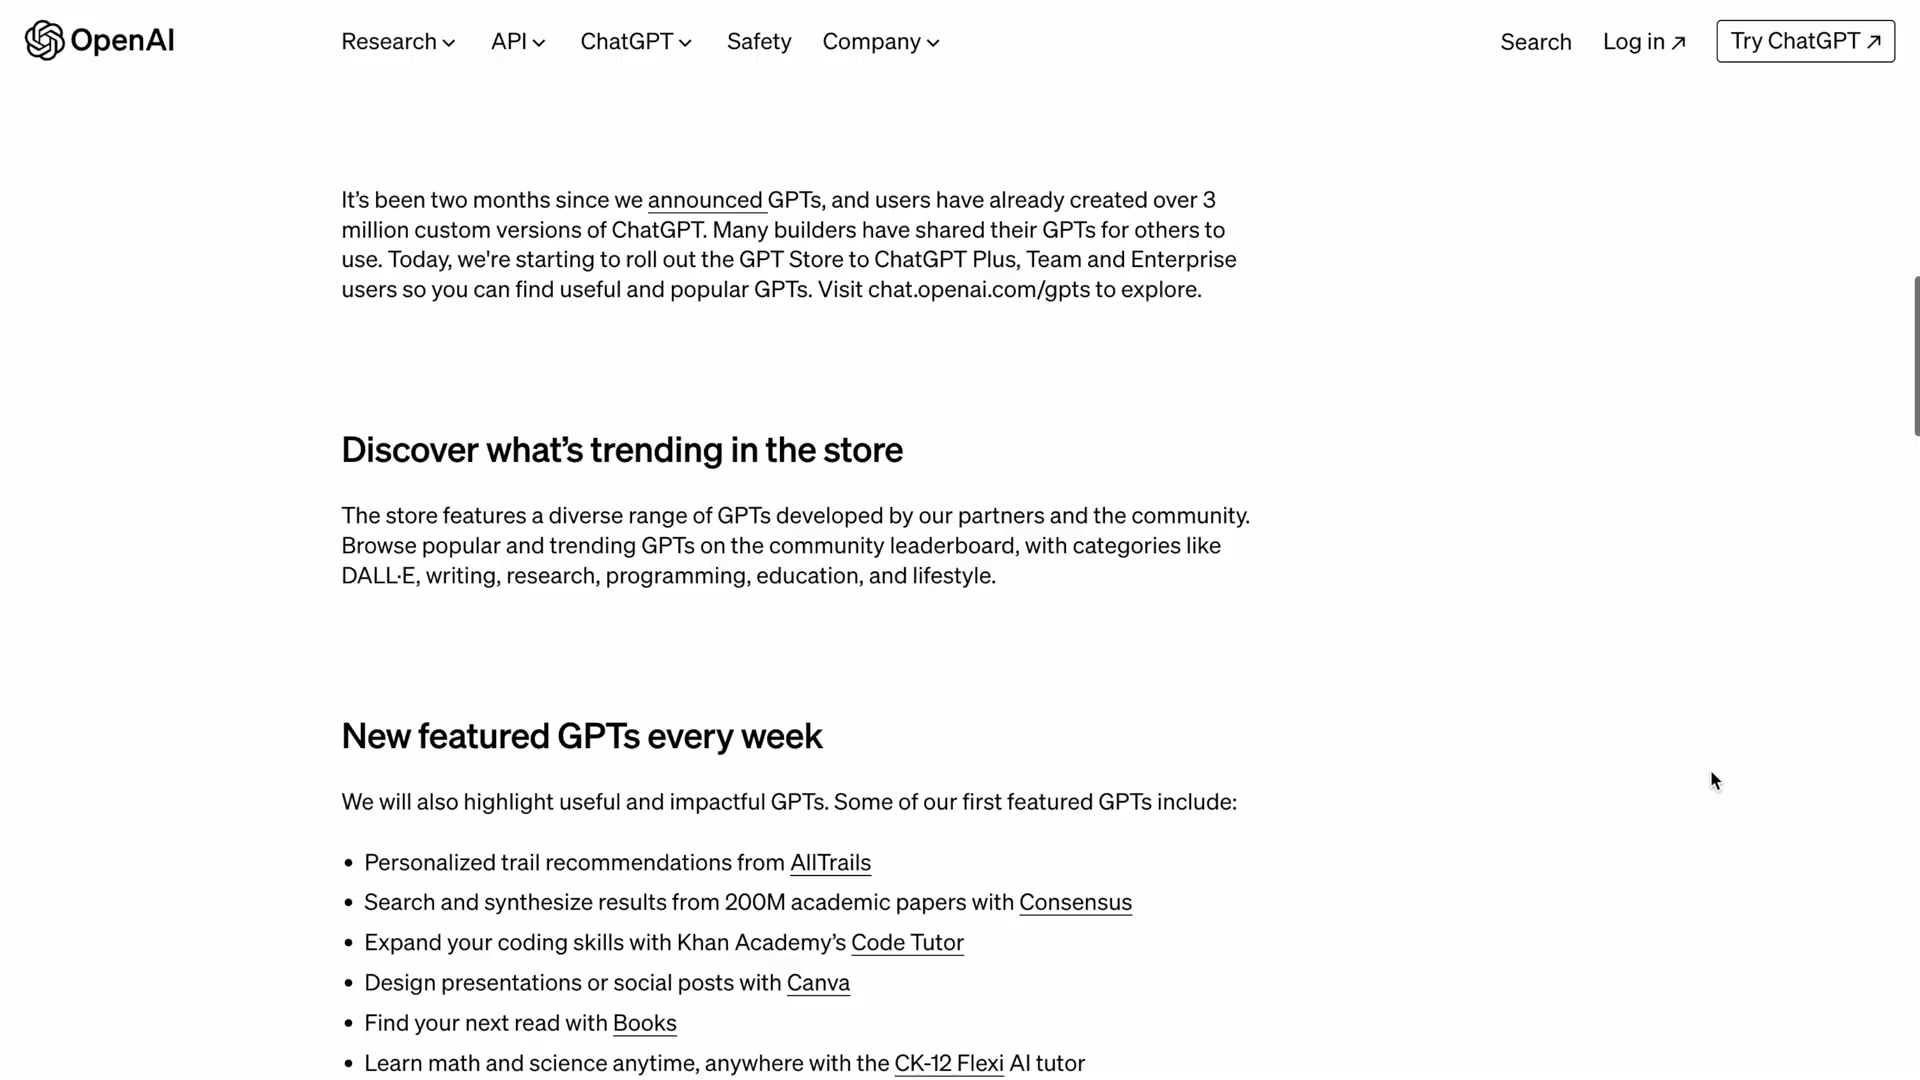 OpenAI
Research
API
ChatGPT
Safety
Company
Search
Log in ↗
Try ChatGPT ↗
It’s been two months since we announced GPTs, and users have already created over 3
million custom versions of ChatGPT. Many builders have shared their GPTs for others to
use. Today, we're starting to roll out the GPT Store to ChatGPT Plus, Team and Enterprise
users so you can find useful and popular GPTs. Visit chat.openai.com/gpts to explore.
Discover what’s trending in the store
The store features a diverse range of GPTs developed by our partners and the community.
Browse popular and trending GPTs on the community leaderboard, with categories like
DALL·E, writing, research, programming, education, and lifestyle.
New featured GPTs every week
We will also highlight useful and impactful GPTs. Some of our first featured GPTs include:
• Personalized trail recommendations from AllTrails
• Search and synthesize results from 200M academic papers with Consensus
• Expand your coding skills with Khan Academy’s Code Tutor
• Design presentations or social posts with Canva
• Find your next read with Books
• Learn math and science anytime, anywhere with the CK-12 Flexi AI tutor